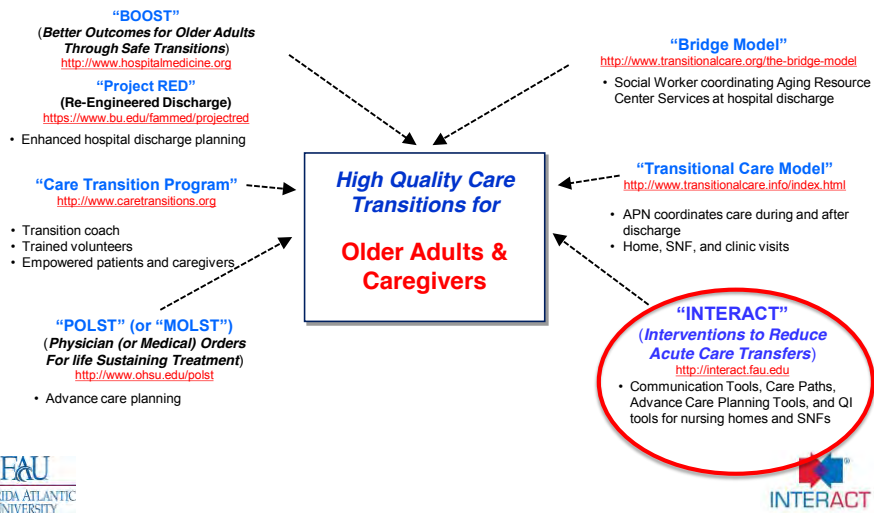 “BOOST”
(Better Outcomes for Older Adults
Through Safe Transitions)
http://www.hospitalmedicine.org
“Project RED”
(Re-Engineered Discharge)
https://www.bu.edu/fammed/projectred
• Enhanced hospital discharge planning
“Care Transition Program”
http://www.caretransitions.org
• Transition coach
• Trained volunteers
• Empowered patients and caregivers
“POLST” (or “MOLST”)
(Physician (or Medical) Orders
For life Sustaining Treatment)
http://www.ohsu.edu/polst
• Advance care planning
High Quality Care
Transitions for
Older Adults &
Caregivers
“Bridge Model”
http://www.transitionalcare.org/the-bridge-model
• Social Worker coordinating Aging Resource
Center Services at hospital discharge
“Transitional Care Model”
http://www.transitionalcare.info/index.html
• APN coordinates care during and after
discharge
• Home, SNF, and clinic visits
“INTERACT”
(Interventions to Reduce
Acute Care Transfers)
http://interact.fau.edu
• Communication Tools, Care Paths,
Advance Care Planning Tools, and QI
tools for nursing homes and SNFs
FAU
RIDA ATLANTIC
NIVERSITY
®
INTERACT